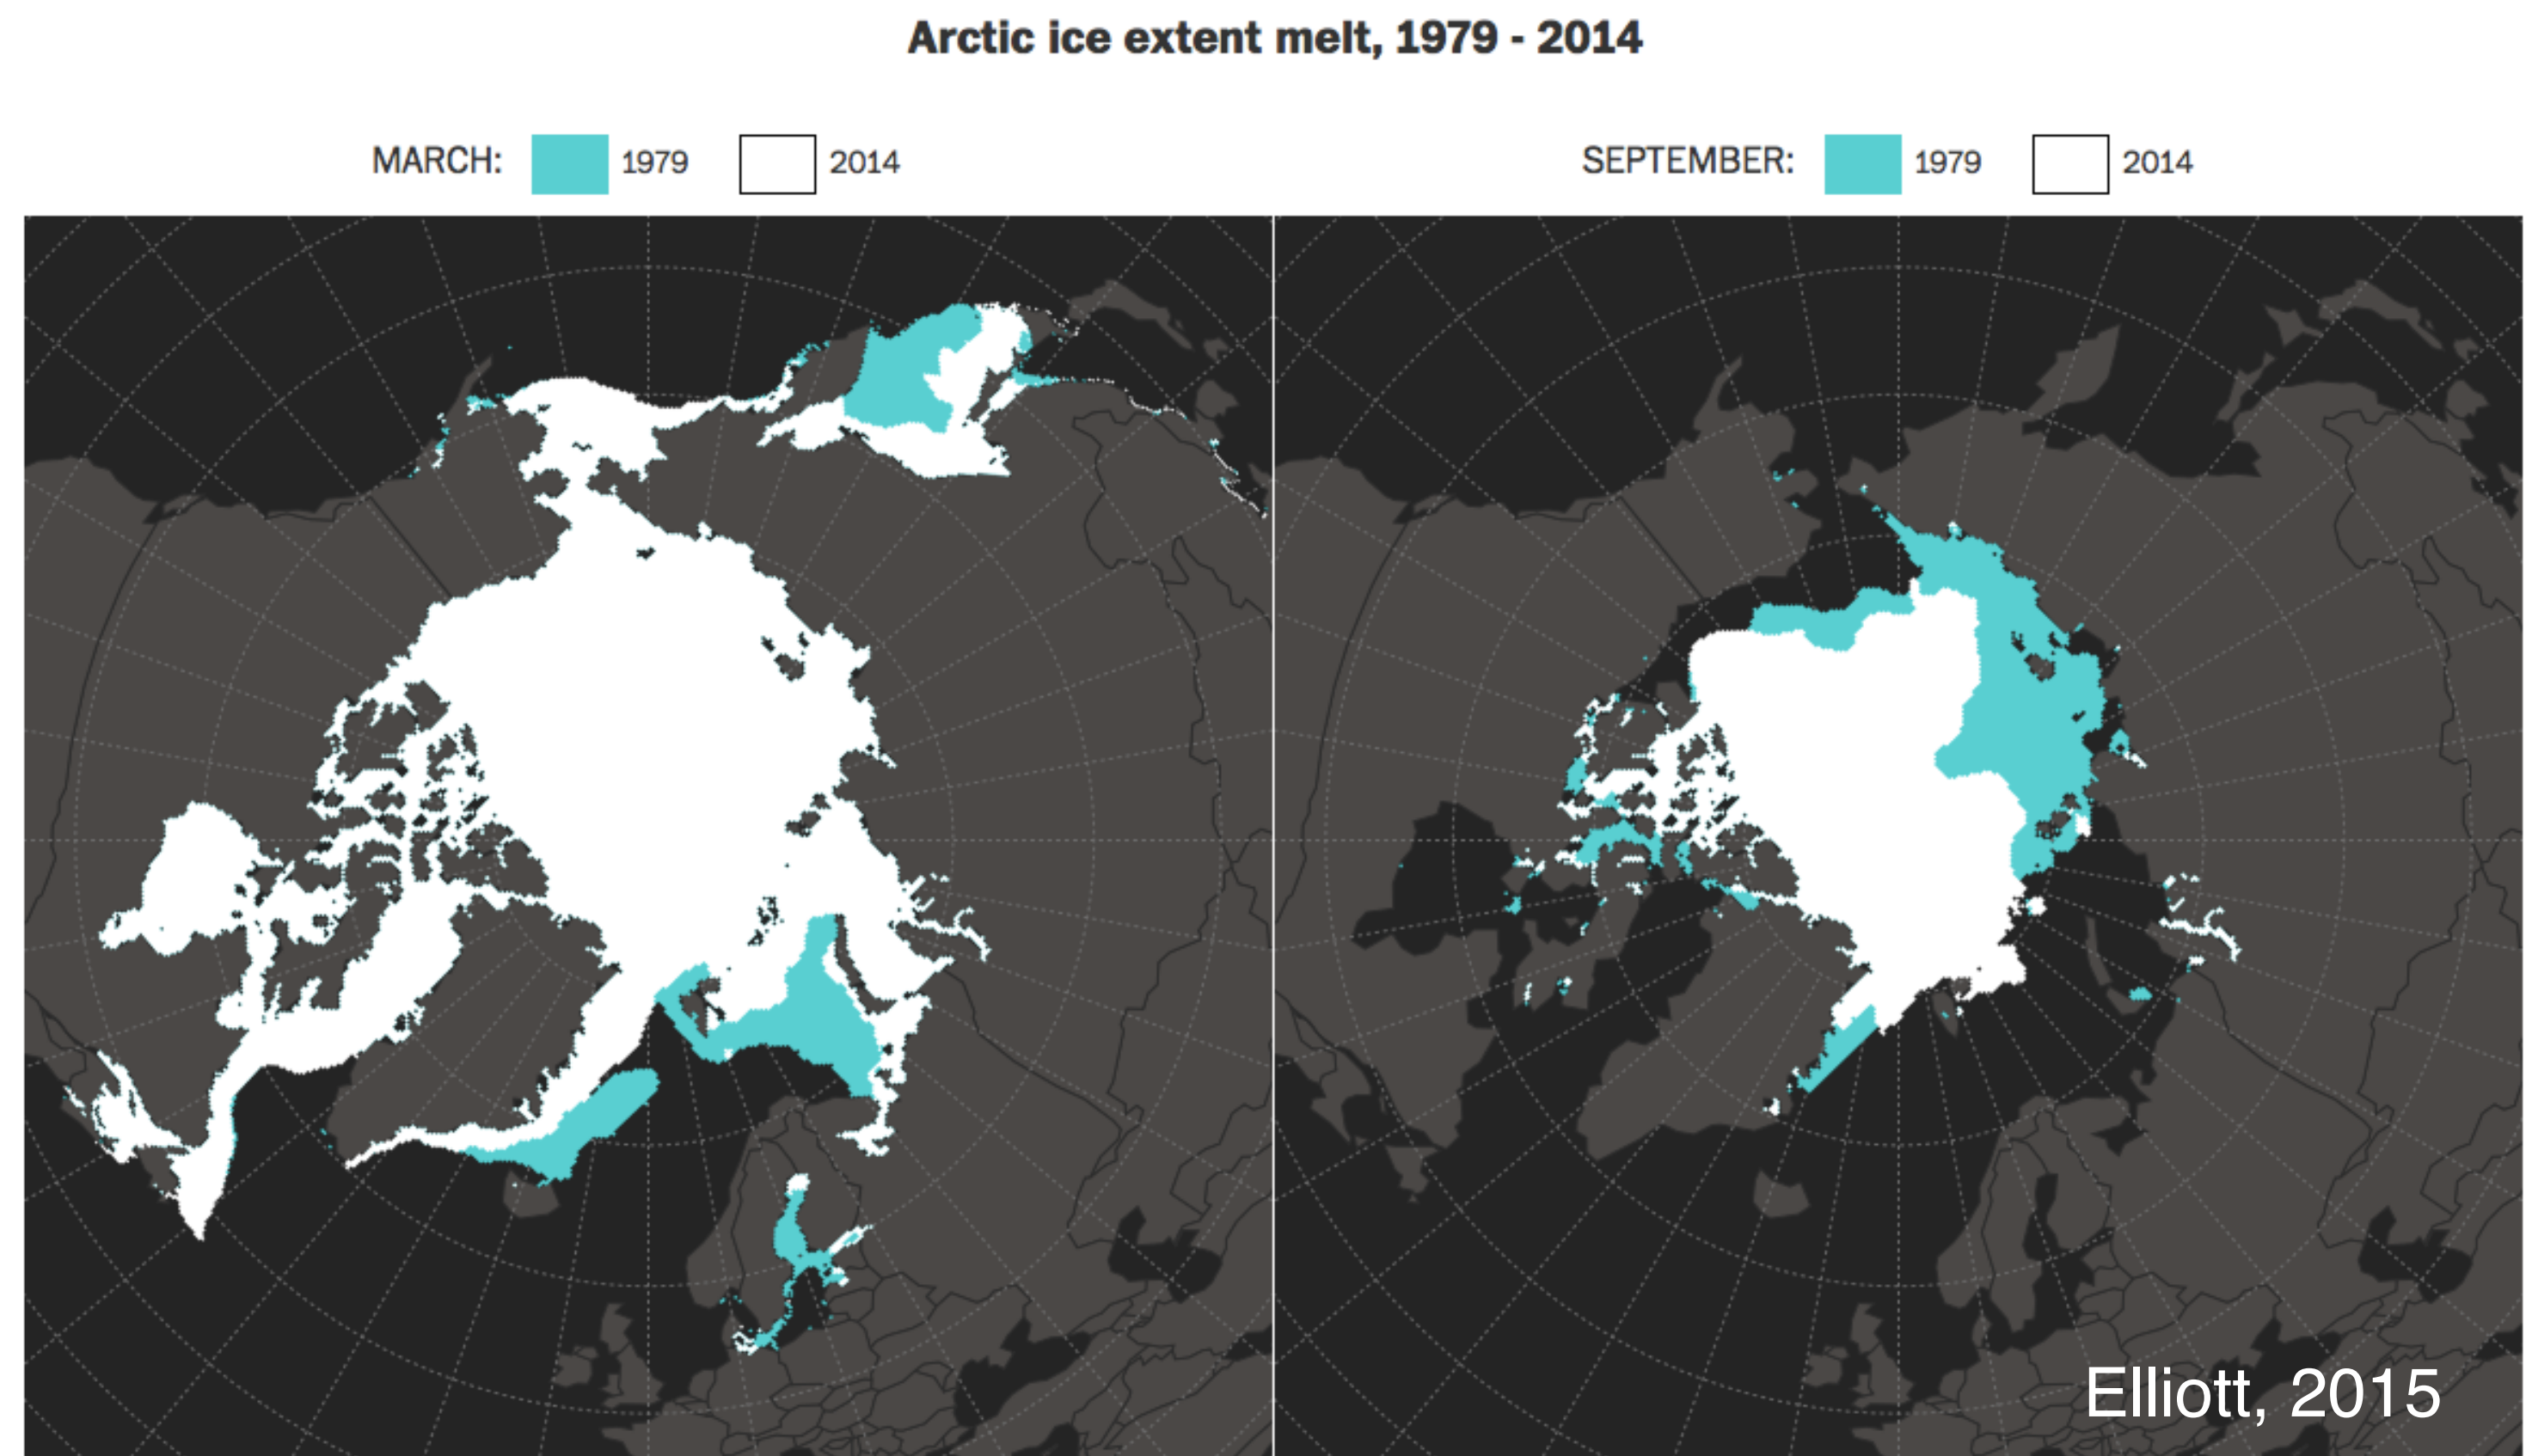 Arctic ice extent melt, 1979 - 2014
MARCH: 1979 2014
SEPTEMBER: 1979 2014
Elliott, 2015